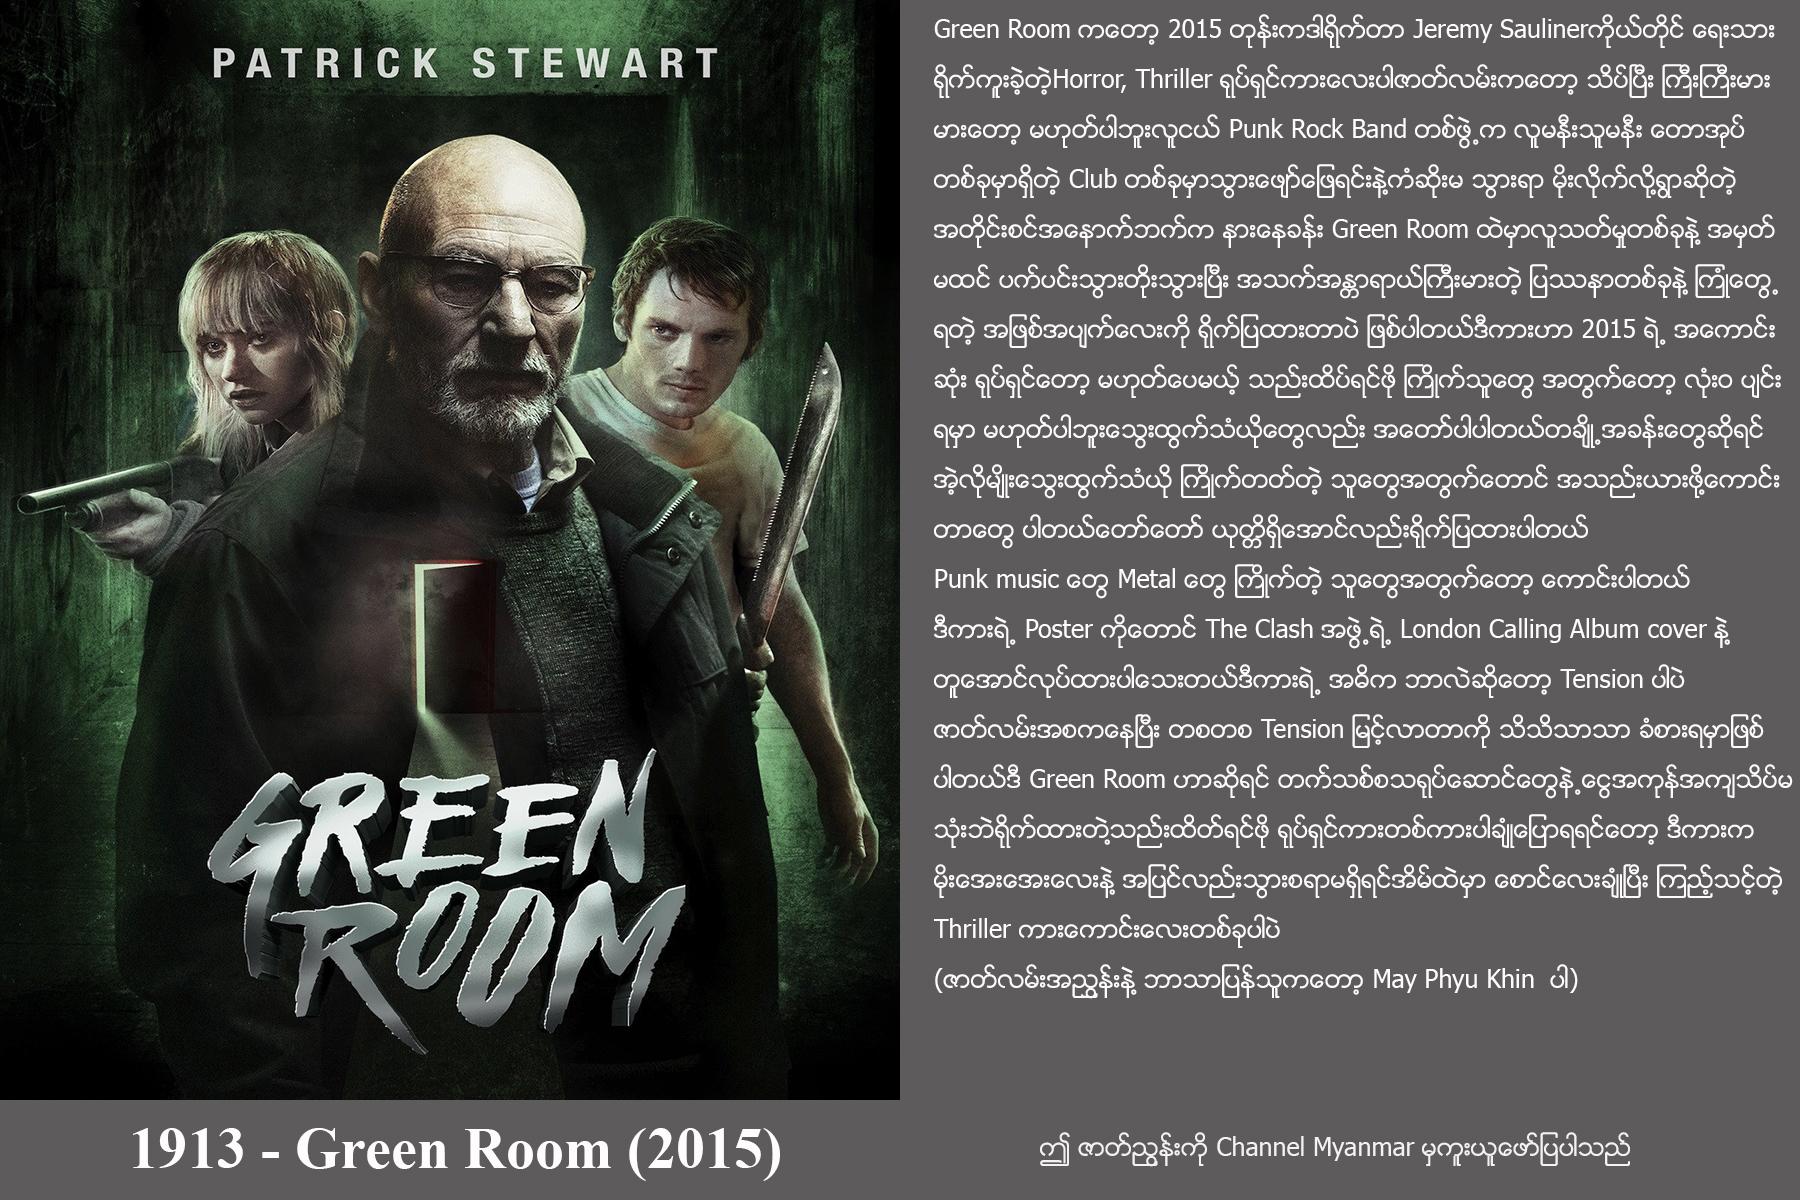 PATRICK STEWART
GREEN
ROOM
1913 - Green Room (2015)
Green Room ကတော့ 2015 တုန်းကဒါရိုက်တာ Jeremy Saulinerကိုယ်တိုင် ရေးသား
ရိုက်ကူးခဲ့တဲ့Horror, Thriller ရုပ်ရှင်ကားလေးပါဇာတ်လမ်းကတော့ သိပ်ပြီး ကြီးကြီးမား
မားတော့ မဟုတ်ပါဘူးလူငယ် Punk Rock Band တစ်ဖွဲ့က လူမနီးသူမနီး တောအုပ်
တစ်ခုမှာရှိတဲ့ Club တစ်ခုမှာသွားဖျော်ဖြေရင်းနဲ့ကံဆိုးမ သွားရာ မိုးလိုက်လို့ရွာဆိုတဲ့
အတိုင်းစင်အနောက်ဘက်က နားနေခန်း Green Room ထဲမှာလူသတ်မှုတစ်ခုနဲ့ အမှတ်
မထင် ပက်ပင်းသွားတိုးသွားပြီး အသက်အန္တာရာယ်ကြီးမားတဲ့ ပြဿနာတစ်ခုနဲ့ ကြုံတွေ့
ရတဲ့ အဖြစ်အပျက်လေးကို ရိုက်ပြထားတာပဲ ဖြစ်ပါတယ်ဒီကားဟာ 2015 ရဲ့ အကောင်း
ဆုံး ရုပ်ရှင်တော့ မဟုတ်ပေမယ့် သည်းထိပ်ရင်ဖို ကြိုက်သူတွေ အတွက်တော့ လုံးဝ ပျင်း
ရမှာ မဟုတ်ပါဘူးသွေးထွက်သံယိုတွေလည်း အတော်ပါပါတယ်တချို့အခန်းတွေဆိုရင်
အဲ့လိုမျိုးသွေးထွက်သံယို ကြိုက်တတ်တဲ့ သူတွေအတွက်တောင် အသည်းယားဖို့ကောင်း
တာတွေ ပါတယ်တော်တော် ယုတ္တိရှိအောင်လည်းရိုက်ပြထားပါတယ်
Punk music တွေ Metal တွေ ကြိုက်တဲ့ သူတွေအတွက်တော့ ကောင်းပါတယ်
ဒီကားရဲ့ Poster ကိုတောင် The Clash အဖွဲ့ရဲ့ London Calling Album cover နဲ့
တူအောင်လုပ်ထားပါသေးတယ်ဒီကားရဲ့ အဓိက ဘာလဲဆိုတော့ Tension ပါပဲ
ဇာတ်လမ်းအစကနေပြီး တစတစ Tension မြင့်လာတာကို သိသိသာသာ ခံစားရမှာဖြစ်
ပါတယ်ဒီ Green Room ဟာဆိုရင် တက်သစ်စသရုပ်ဆောင်တွေနဲ့ငွေအကုန်အကျသိပ်မ
သုံးဘဲရိုက်ထားတဲ့သည်းထိတ်ရင်ဖို ရုပ်ရှင်ကားတစ်ကားပါချုံပြောရရင်တော့ ဒီကားက
မိုးအေးအေးလေးနဲ့ အပြင်လည်းသွားစရာမရှိရင်အိမ်ထဲမှာ စောင်လေးချုံပြီး ကြည့်သင့်တဲ့
Thriller ကားကောင်းလေးတစ်ခုပါပဲ
(ဇာတ်လမ်းအညွှန်းနဲ့ ဘာသာပြန်သူကတော့ May Phyu Khin ပါ)
ဤ ဇာတ်ညွှန်းကို Channel Myanmar မှကူးယူဖော်ပြပါသည်